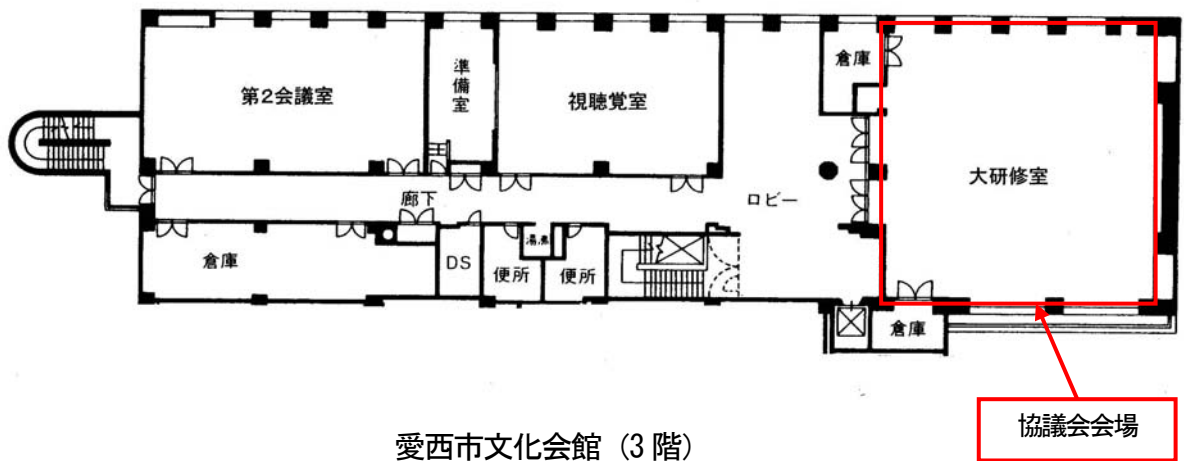 第2会議室
準備室
視聴覚室
倉庫
大研修室
廊下
ロビー
倉庫
DS
便所
湯沸
便所
倉庫
協議会会場
愛西市文化会館（3階）